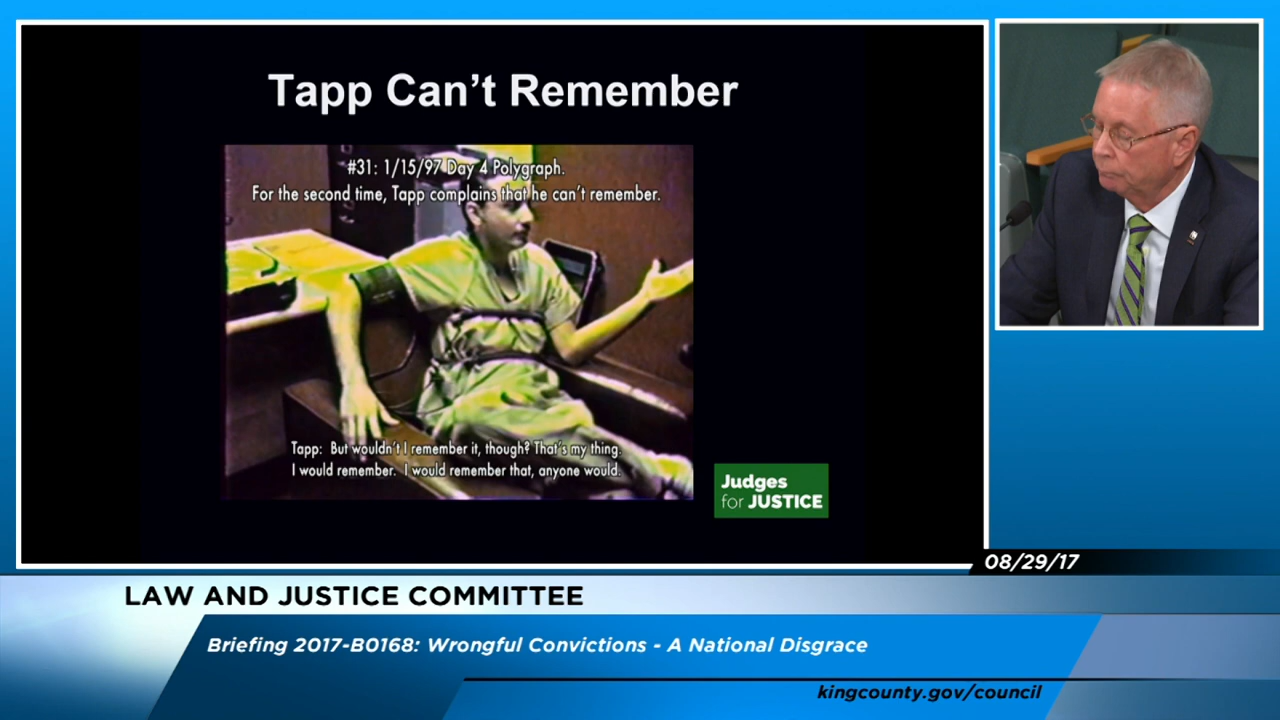 Tapp Can't Remember
#31: 1/15/97 Day 4 Polygraph.
For the second time, Tapp complains that he can't remember.
Tapp: But wouldn't I remember it, though? That's my thing.
I would remember. I would remember that, anyone would.
Judges
for JUSTICE
08/29/17
LAW AND JUSTICE COMMITTEE
Briefing 2017-B0168: Wrongful Convictions - A National Disgrace
kingcounty.gov/council